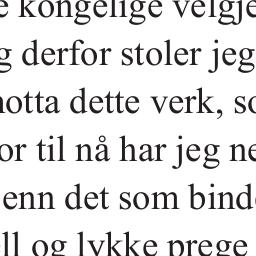 kongelige velgje
g derfor stoler jeg
otta dette verk, so
or til nå har jeg ne
enn det som binde
ll og lykke prege